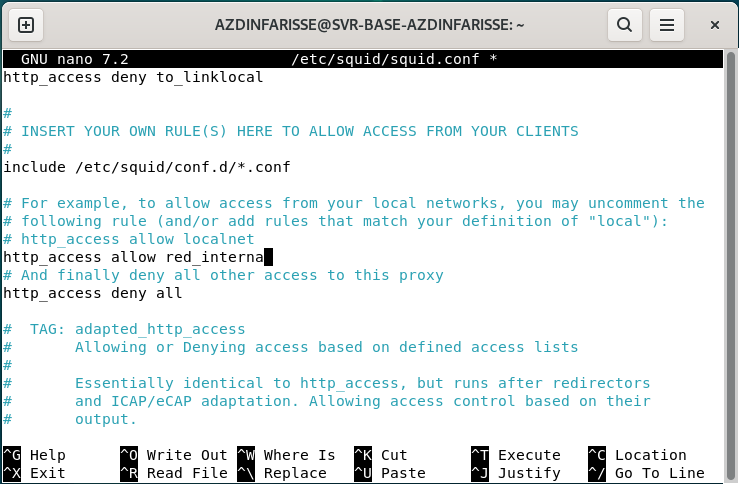 AZDINFARISSE@SVR-BASE-AZDINFARISSE: ~
GNU nano 7.2 /etc/squid/squid.conf *
http_access deny to_linklocal
#
# INSERT YOUR OWN RULE(S) HERE TO ALLOW ACCESS FROM YOUR CLIENTS
#
include /etc/squid/conf.d/*.conf
# For example, to allow access from your local networks, you may uncomment the
# following rule (and/or add rules that match your definition of "local"):
# http_access allow localnet
http_access allow red_interna
# And finally deny all other access to this proxy
http_access deny all
#  TAG: adapted_http_access
#       Allowing or Denying access based on defined access lists
#
#       Essentially identical to http_access, but runs after redirectors
#       and ICAP/eCAP adaptation. Allowing access control based on their
#       output.
^G Help ^O Write Out ^W Where Is ^K Cut ^T Execute ^C Location
^X Exit ^R Read File ^\ Replace ^U Paste ^J Justify ^/ Go To Line